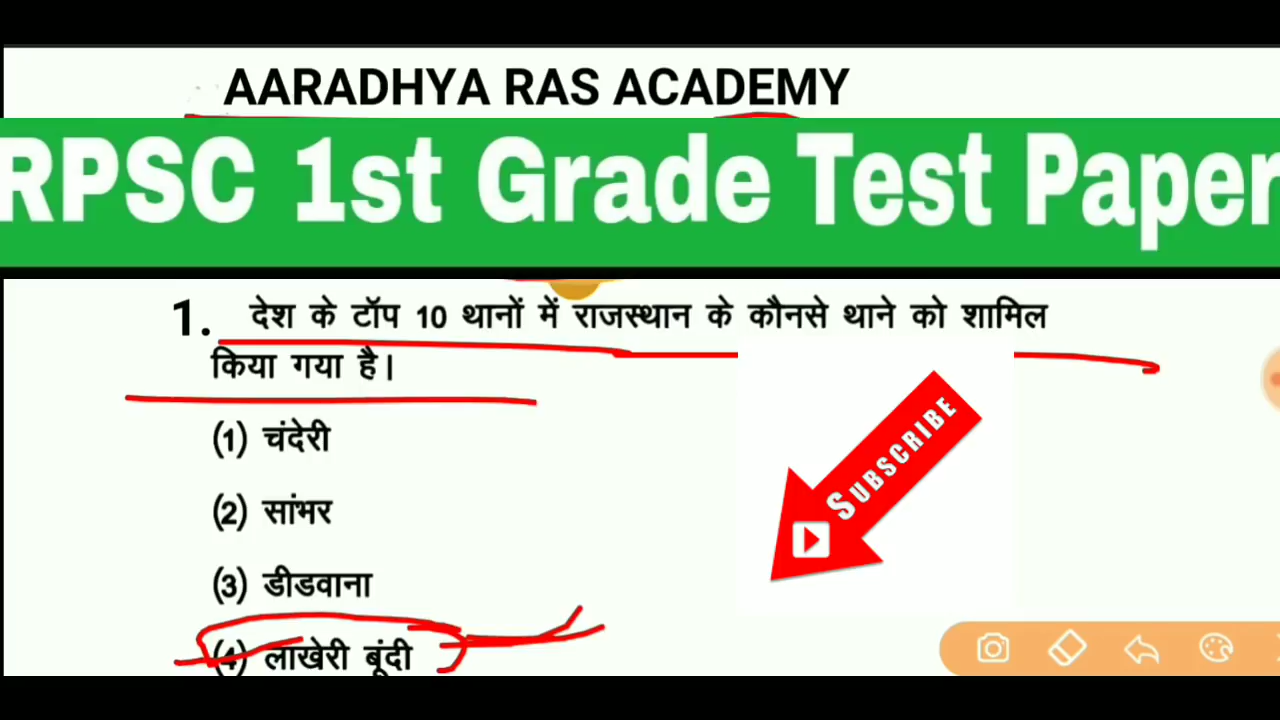 AARADHYA RAS ACADEMY
RPSC 1st Grade Test Paper
1. देश के टॉप 10 थानों में राजस्थान के कौनसे थाने को शामिल
किया गया है।
(1) चंदेरी
(2) सांभर
SUBSCRIBE
(3) डीडवाना
(4) लाखेरी बूंदी